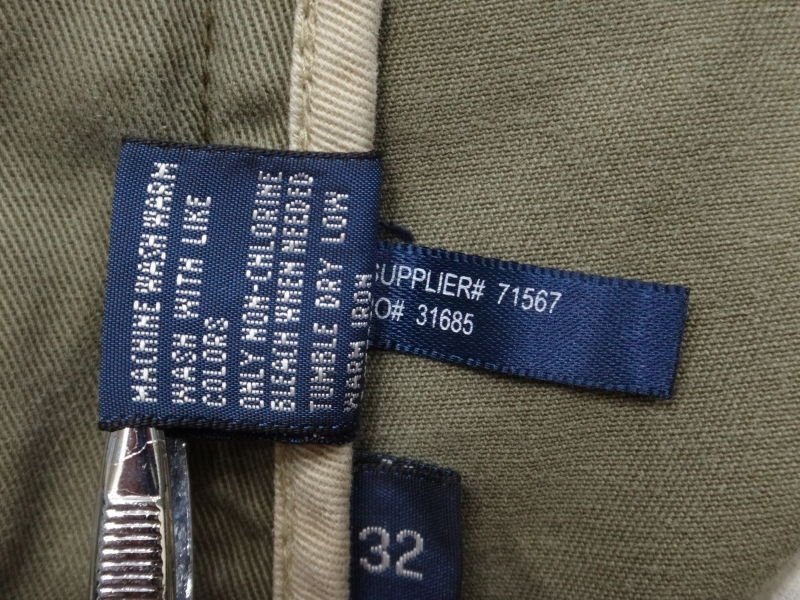 MACHINE WASH WARM
WASH WITH LIKE
COLORS
ONLY NON-CHLORINE
BLEACH WHEN NEEDED
TUMBLE DRY LOW
WARM IRON
SUPPLIER# 71567
RO# 31685
32